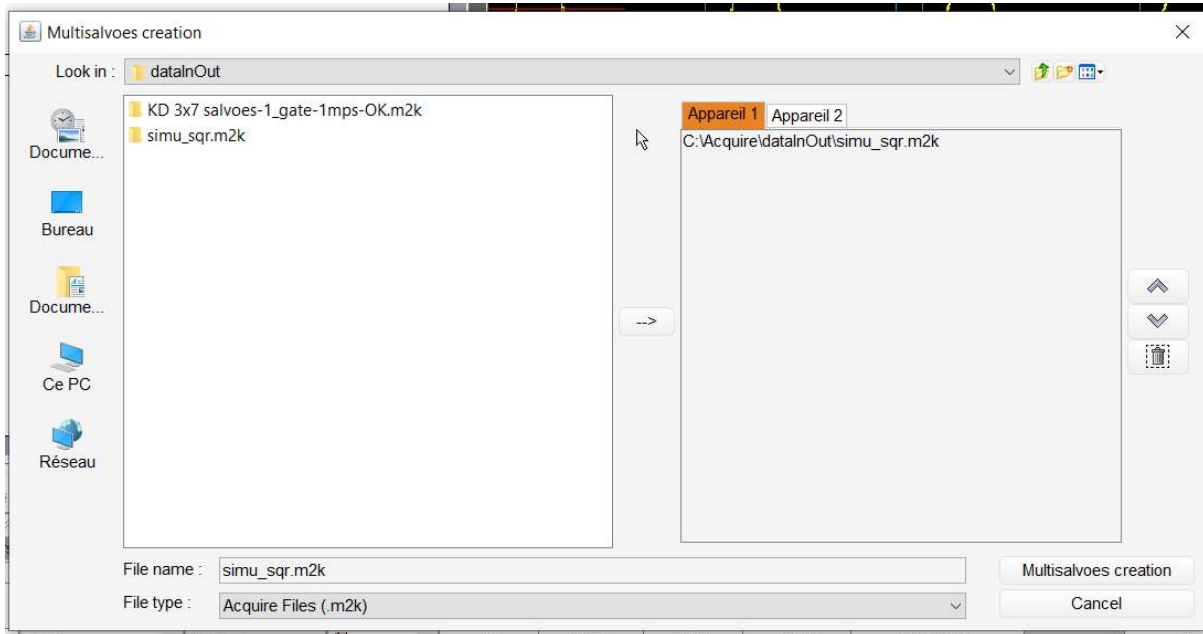 Multisalvoes creation
Look in :
dataInOut
Docume...
Bureau
Docume...
Ce PC
Réseau
KD 3x7 salvoes-1_gate-1mps-OK.m2k
simu_sqr.m2k
-->
Appareil 1
Appareil 2
C:\Acquire\dataInOut\simu_sqr.m2k
File name :
simu_sqr.m2k
Multisalvoes creation
File type :
Acquire Files (.m2k)
Cancel